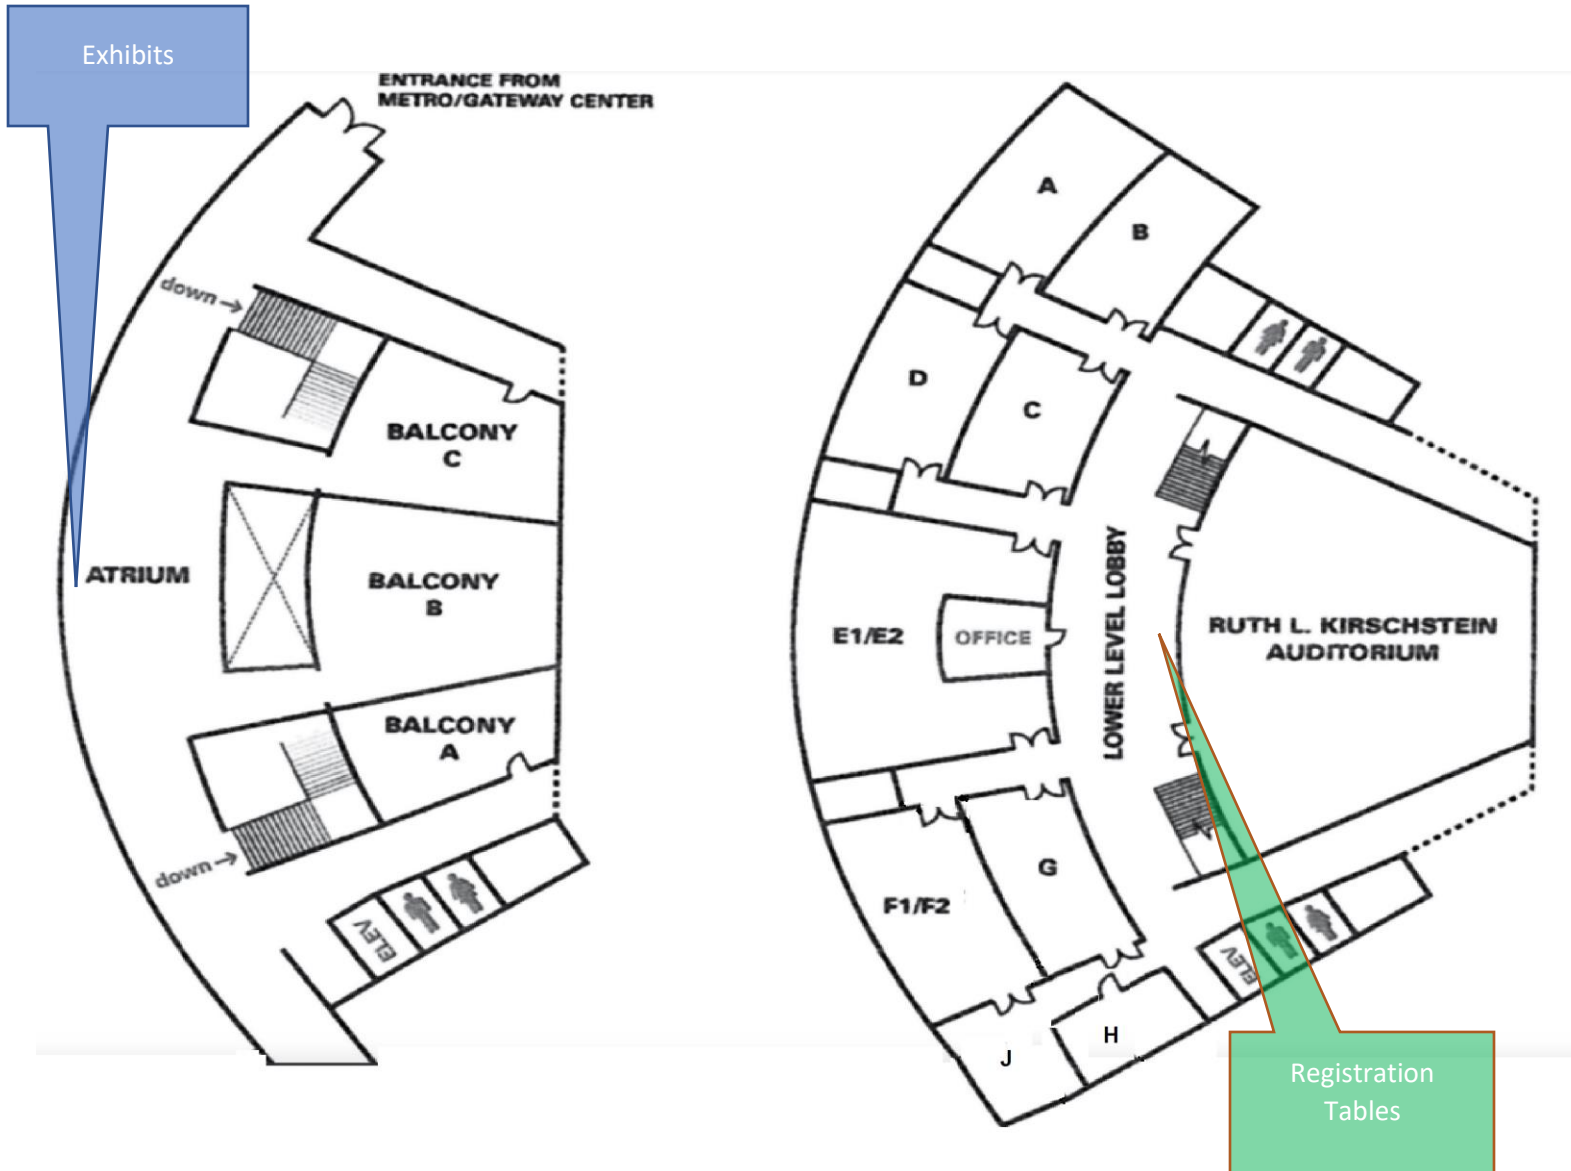 Exhibits
ENTRANCE FROM
METRO/GATEWAY CENTER
down
BALCONY
C
ATRIUM
BALCONY
B
BALCONY
A
down
ELEV
A
B
D
C
E1/E2
OFFICE
LOWER LEVEL LOBBY
RUTH L. KIRSCHSTEIN
AUDITORIUM
G
F1/F2
ELEV
H
J
Registration
Tables